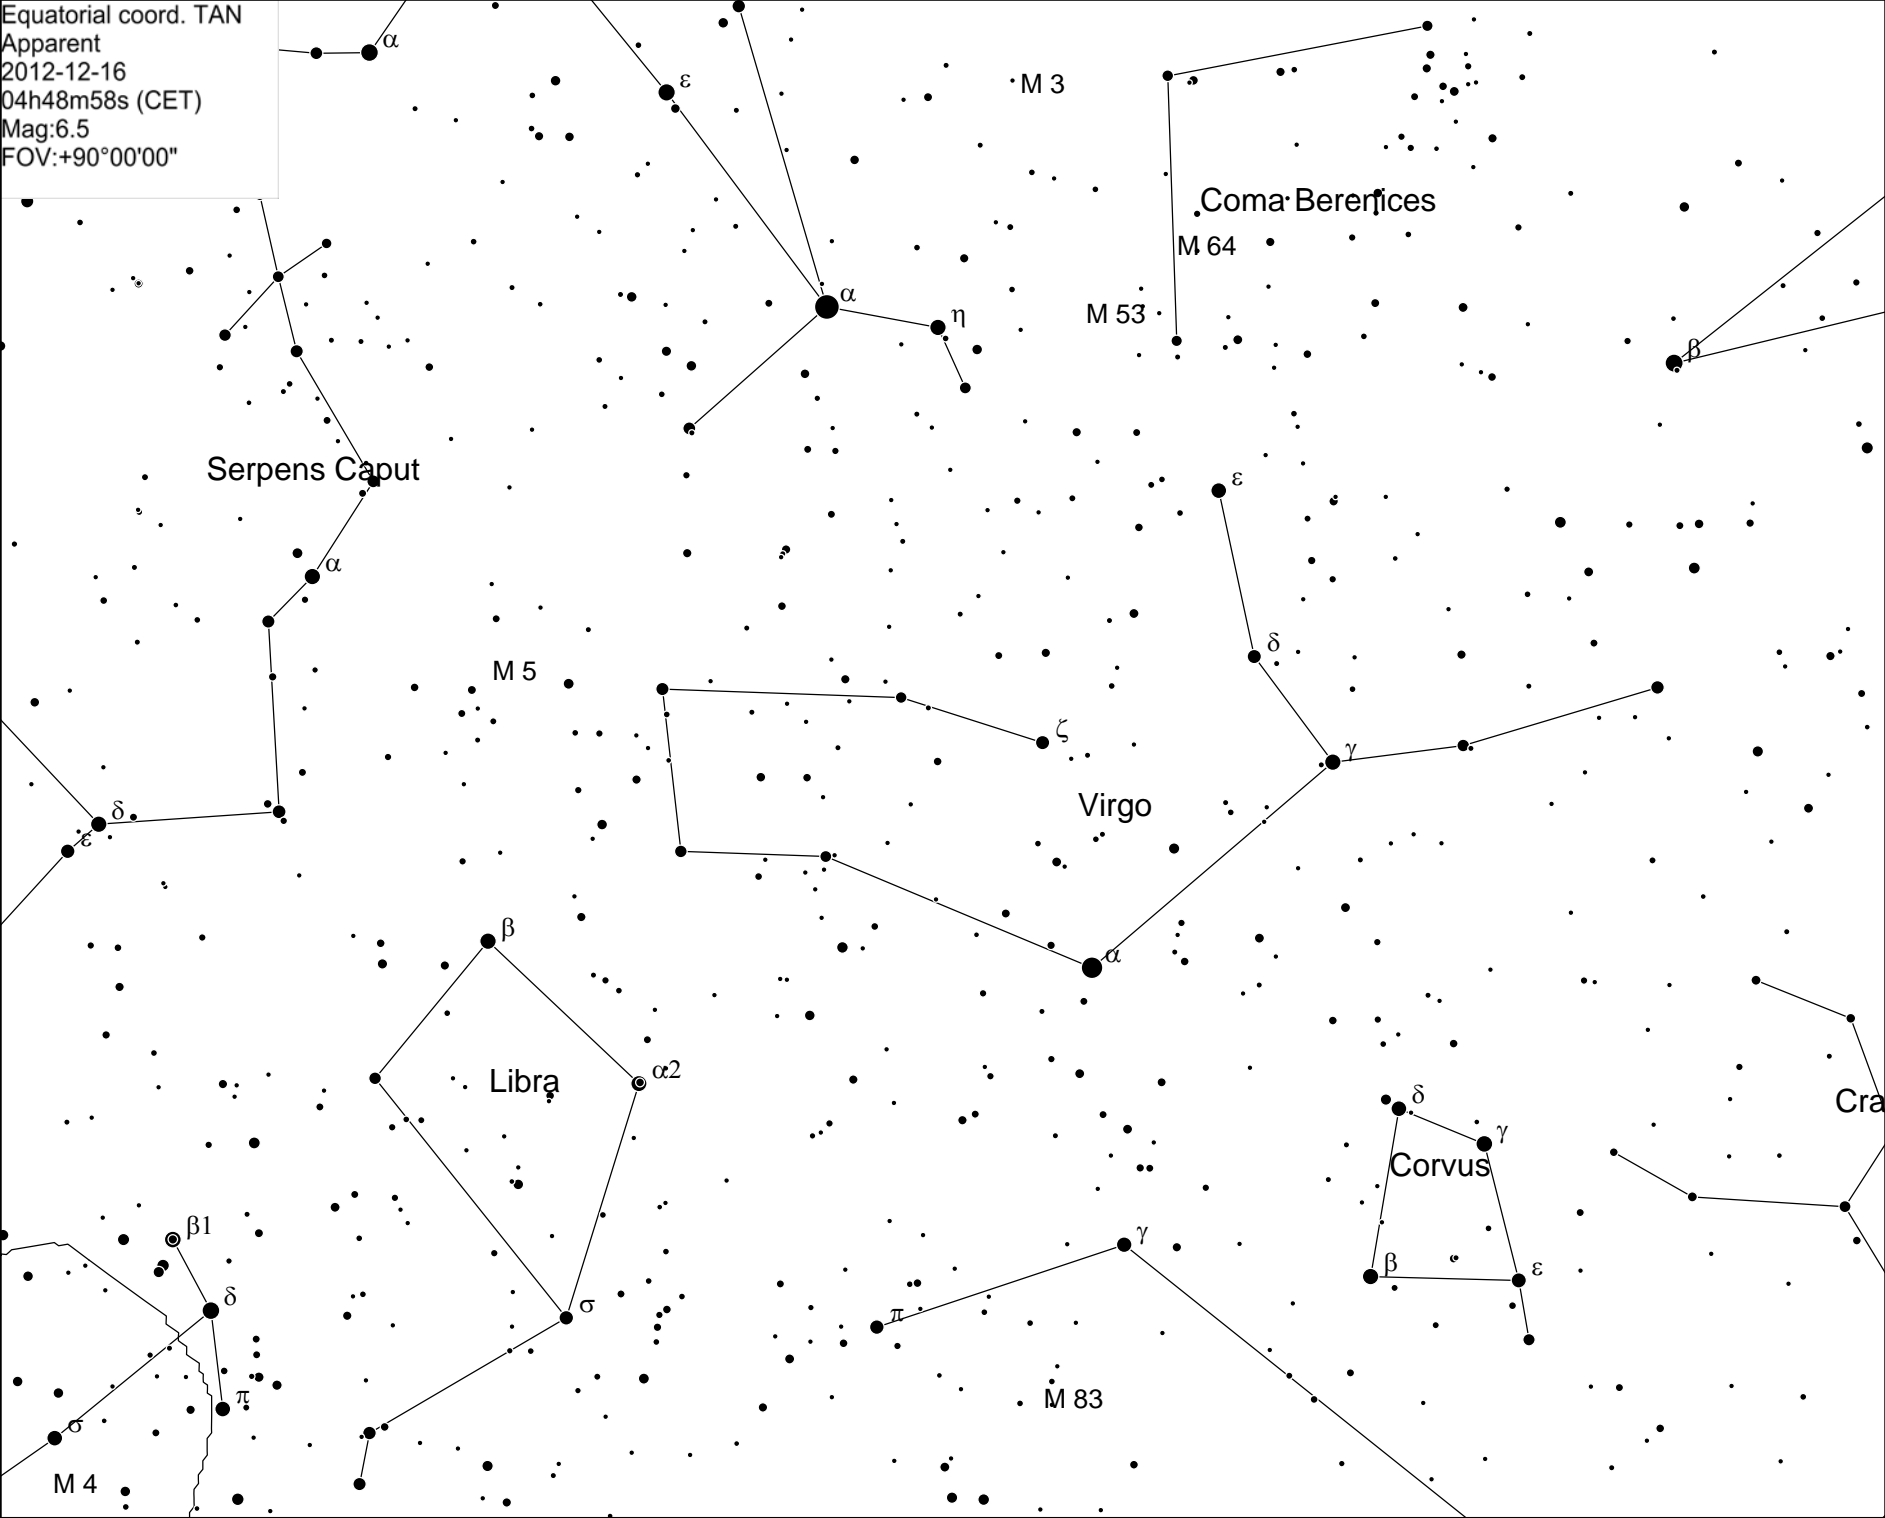 Equatorial coord. TAN
Apparent
2012-12-16
04h48m58s (CET)
Mag:6.5
FOV:+90°00'00"
α
ε
M 3
Coma Berenices
M 64
α
η
M 53
β
Serpens Caput
ε
α
δ
M 5
ζ
γ
Virgo
δ
ε
β
α
α2
Libra
δ
Cra
γ
Corvus
β1
γ
β
ε
δ
σ
π
π
M 83
σ
M 4